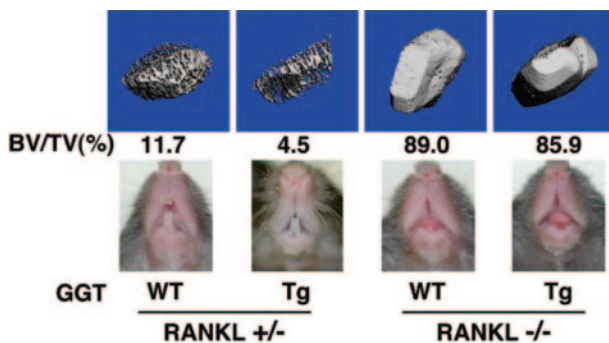 BV/TV(%) 11.7 4.5 89.0 85.9
GGT WT Tg WT Tg
RANKL +/- RANKL -/-